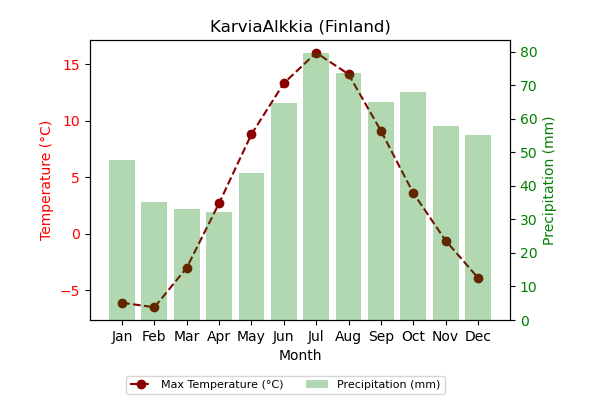 KarviaAlkkia (Finland)
Temperature (°C)
15
10
5
0
−5
80
70
60
50
40
30
20
10
0
Precipitation (mm)
Jan Feb Mar Apr May Jun Jul Aug Sep Oct Nov Dec
Month
Max Temperature (°C) Precipitation (mm)